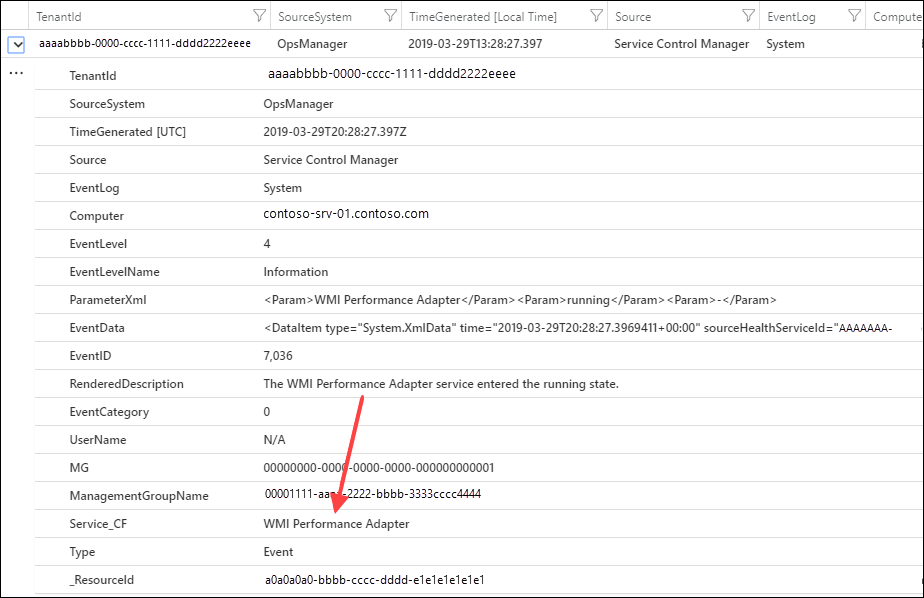 TenantId SourceSystem TimeGenerated [Local Time] Source EventLog Compute
aaaabbbb-0000-cccc-1111-dddd2222eeee OpsManager 2019-03-29T13:28:27.397 Service Control Manager System
TenantId aaaabbbb-0000-cccc-1111-dddd2222eeee
SourceSystem OpsManager
TimeGenerated [UTC] 2019-03-29T20:28:27.397Z
Source Service Control Manager
EventLog System
Computer contoso-srv-01.contoso.com
EventLevel 4
EventLevelName Information
ParameterXml <Param>WMI Performance Adapter</Param><Param>running</Param><Param>-</Param>
EventData <DataItem type="System.XmlData" time="2019-03-29T20:28:27.3969411+00:00" sourceHealthServiceId="AAAAAAA-
EventID 7,036
RenderedDescription The WMI Performance Adapter service entered the running state.
EventCategory 0
UserName N/A
MG 00000000-0000-0000-0000-000000000001
ManagementGroupName 00001111-aaaa-2222-bbbb-3333cccc4444
Service_CF WMI Performance Adapter
Type Event
_ResourceId a0a0a0a0-bbbb-cccc-dddd-e1e1e1e1e1e1